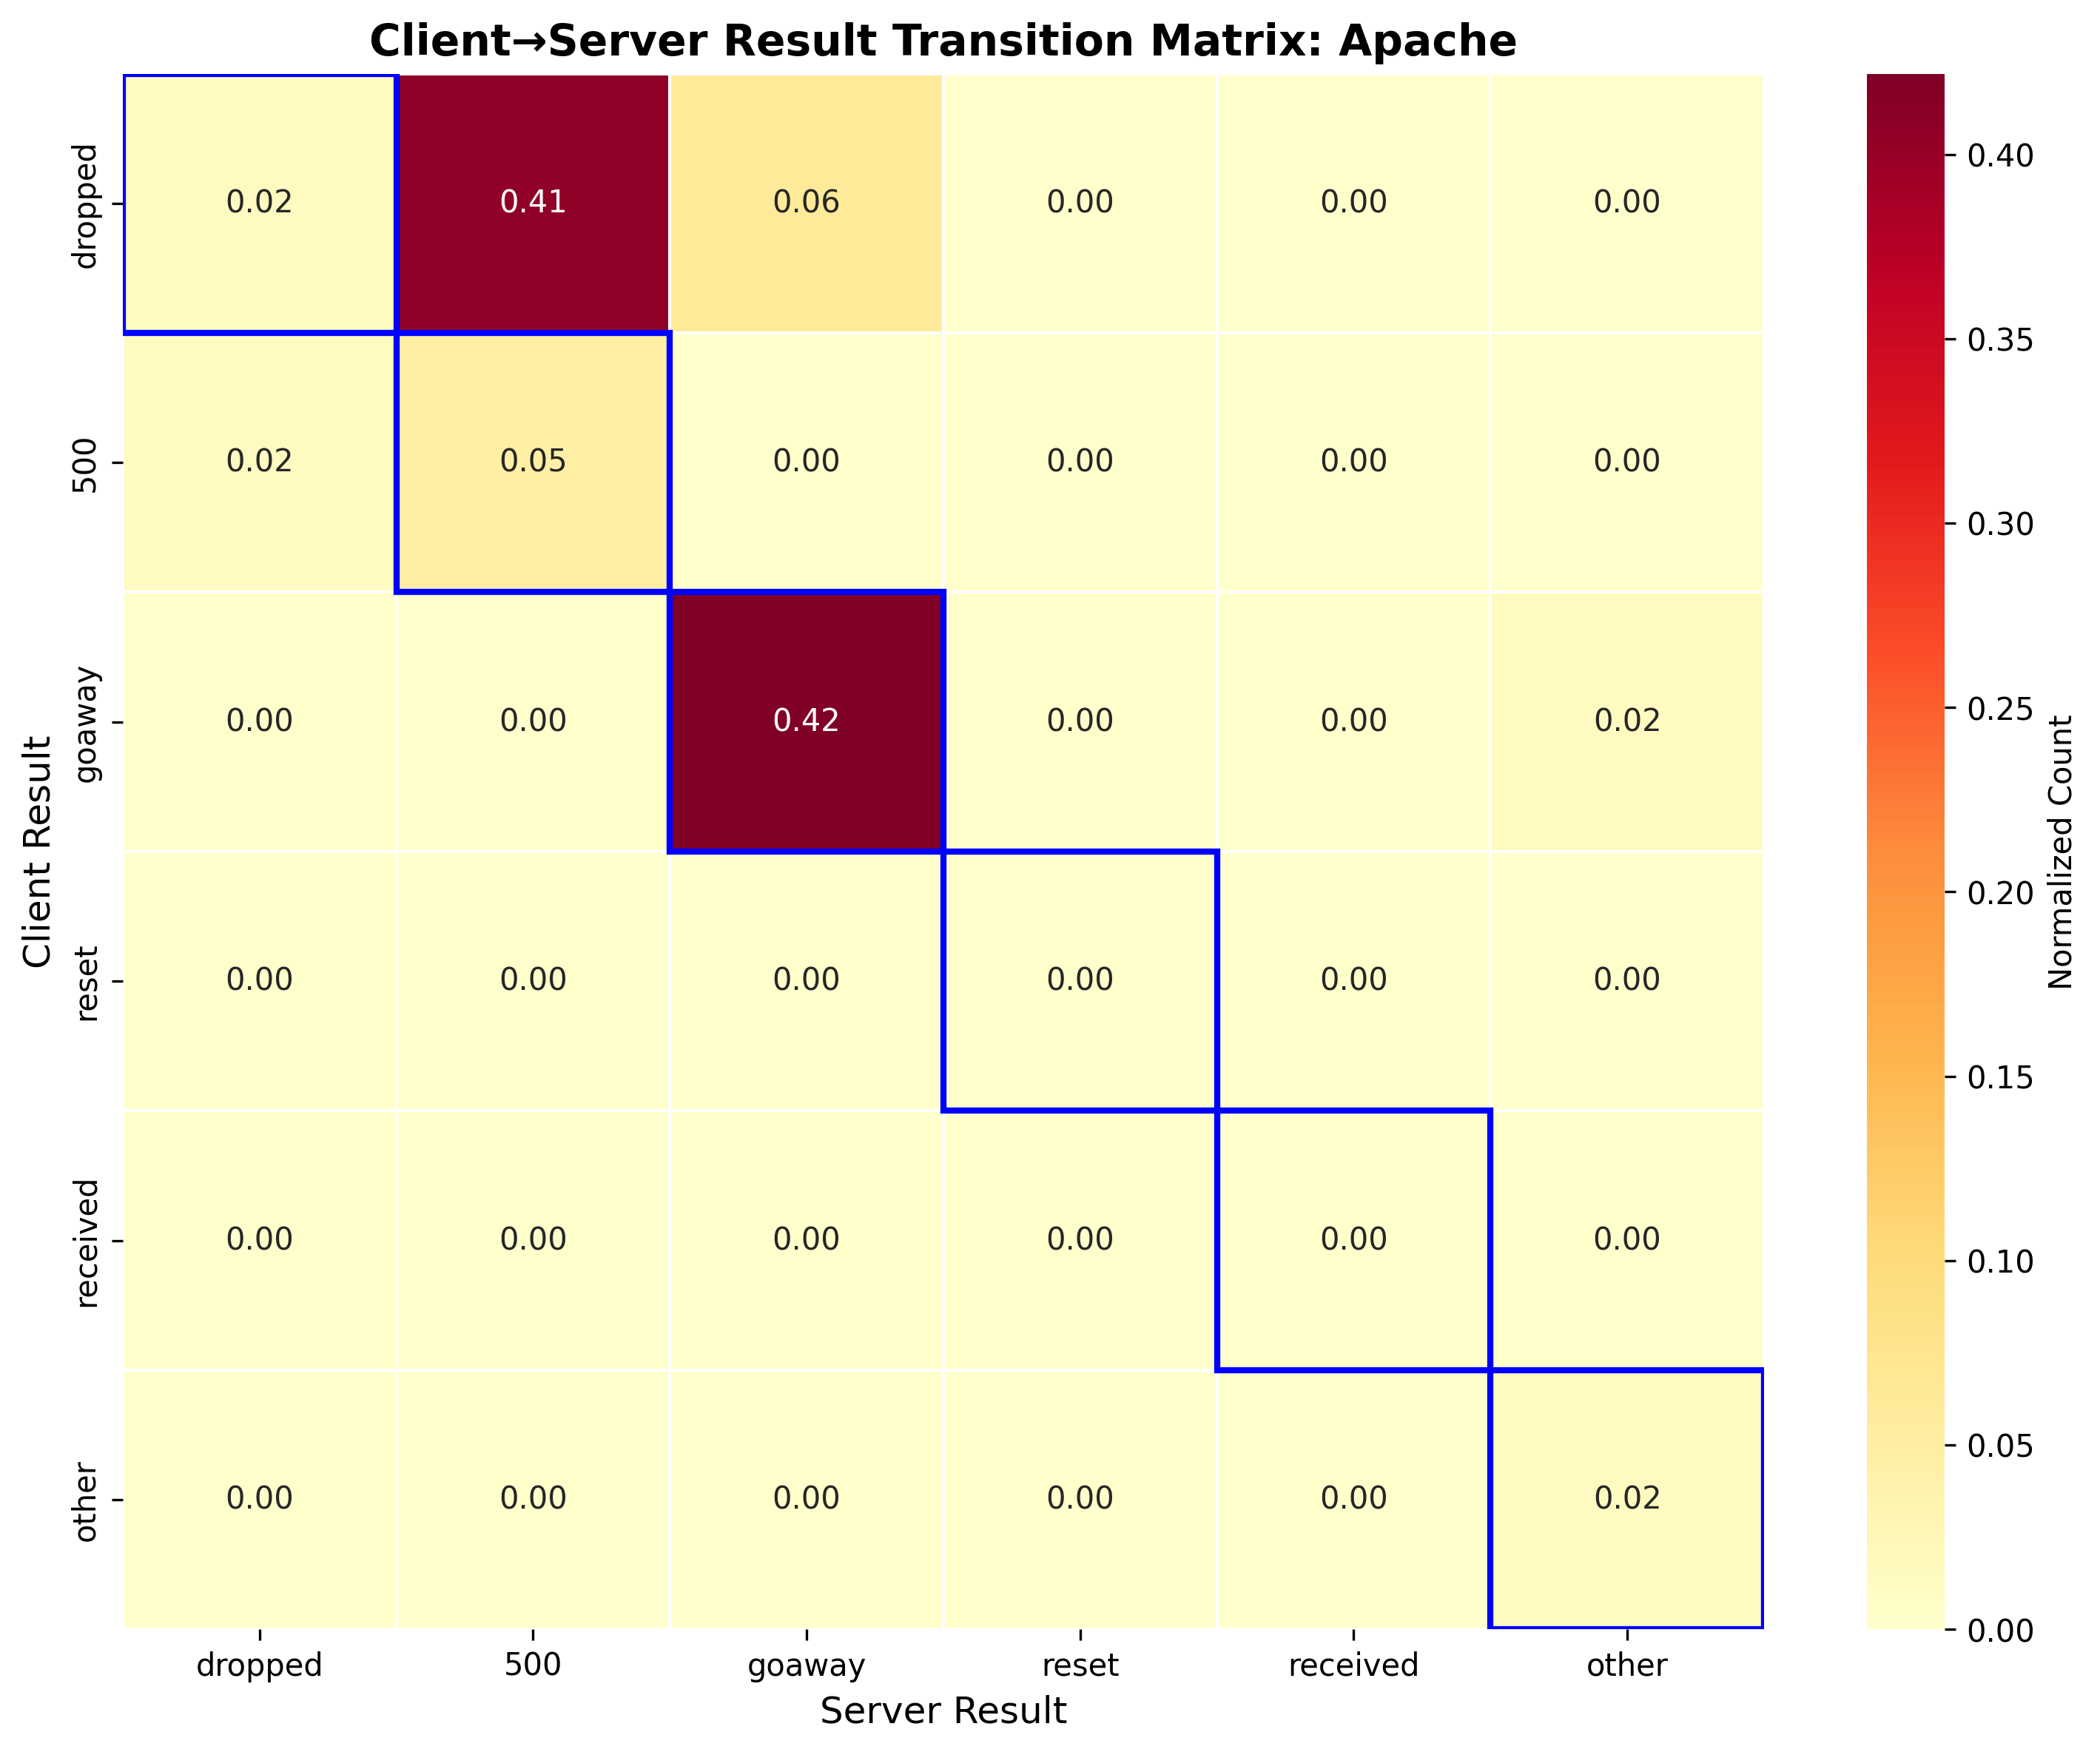 Client→Server Result Transition Matrix: Apache
Client Result
dropped 0.02 0.41 0.06 0.00 0.00 0.00
500 0.02 0.05 0.00 0.00 0.00 0.00
goaway 0.00 0.00 0.42 0.00 0.00 0.02
reset 0.00 0.00 0.00 0.00 0.00 0.00
received 0.00 0.00 0.00 0.00 0.00 0.00
other 0.00 0.00 0.00 0.00 0.00 0.02
dropped 500 goaway reset received other
Server Result
0.40
0.35
0.30
0.25
0.20
0.15
0.10
0.05
0.00
Normalized Count